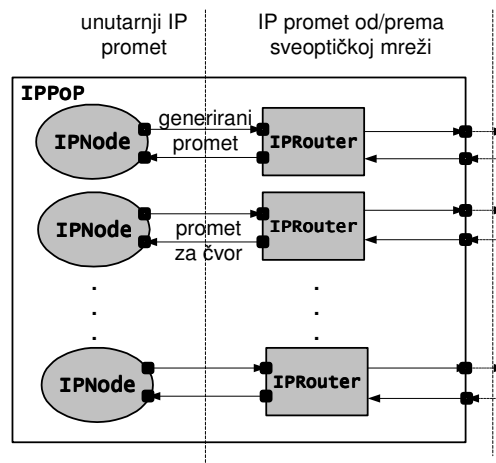 unutarnji IP
promet
IP promet od/prema
sveoptičkoj mreži
IPPoP
IPNode
generirani
promet
IPRouter
IPNode
promet
za čvor
IPRouter
IPNode
IPRouter